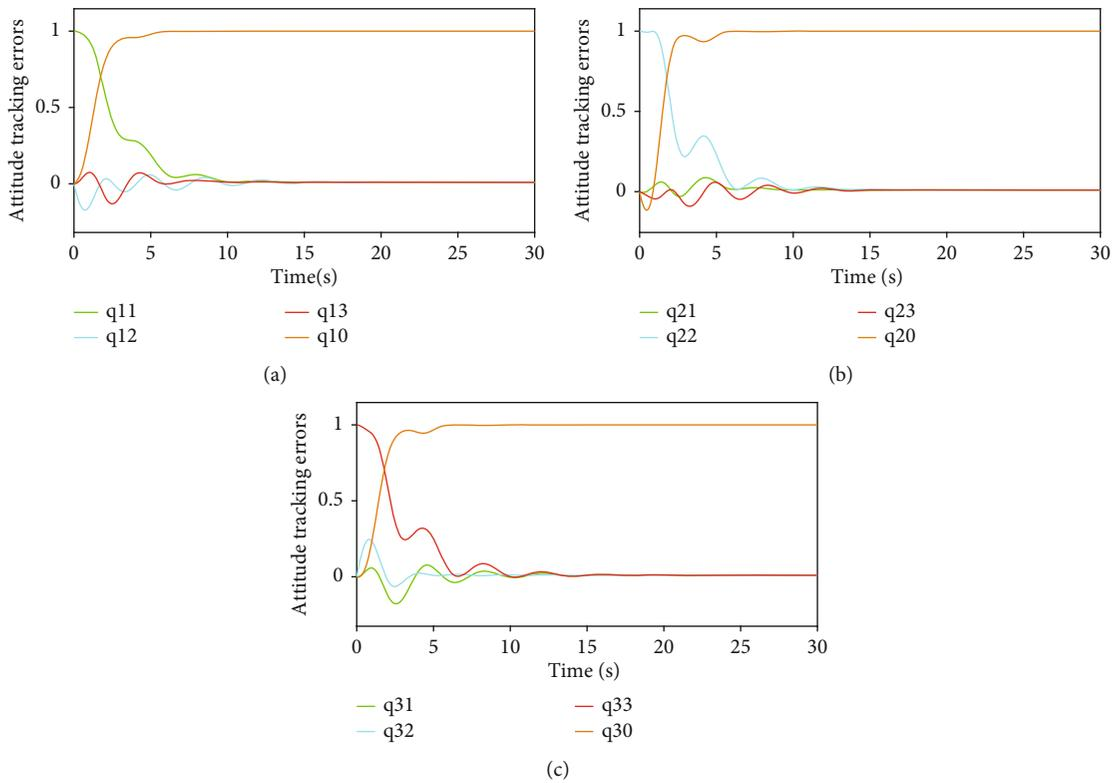 Attitude tracking errors
1
0.5
0
0 5 10 15 20 25 30
Time(s)
q11 q13
q12 q10
(a)
Attitude tracking errors
1
0.5
0
0 5 10 15 20 25 30
Time (s)
q21 q23
q22 q20
(b)
Attitude tracking errors
1
0.5
0
0 5 10 15 20 25 30
Time (s)
q31 q33
q32 q30
(c)